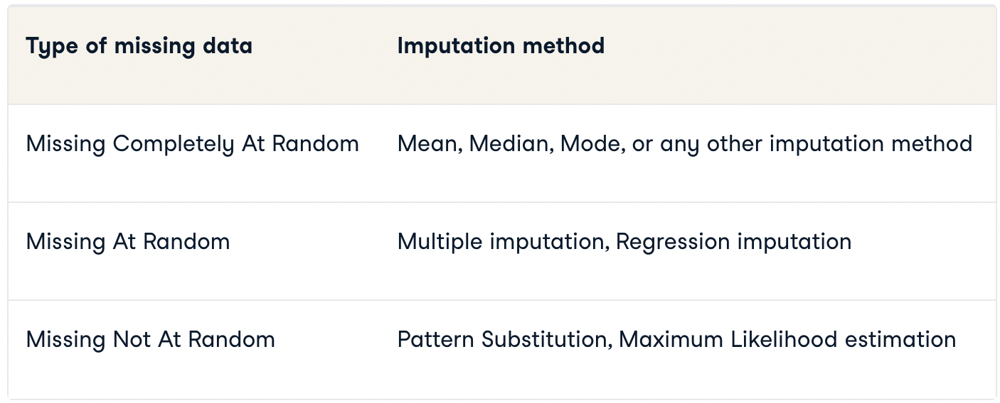 Type of missing data Imputation method
Missing Completely At Random Mean, Median, Mode, or any other imputation method
Missing At Random Multiple imputation, Regression imputation
Missing Not At Random Pattern Substitution, Maximum Likelihood estimation